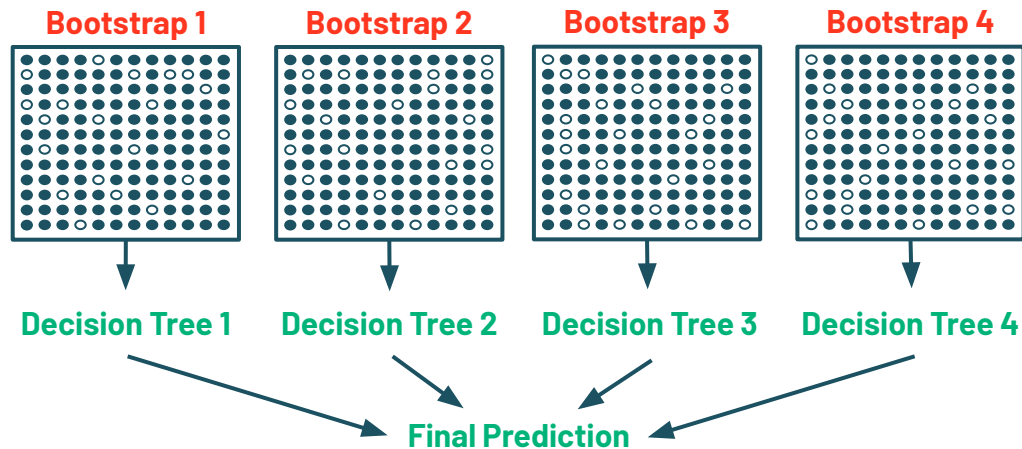 Bootstrap 1
Bootstrap 2
Bootstrap 3
Bootstrap 4
Decision Tree 1
Decision Tree 2
Decision Tree 3
Decision Tree 4
Final Prediction